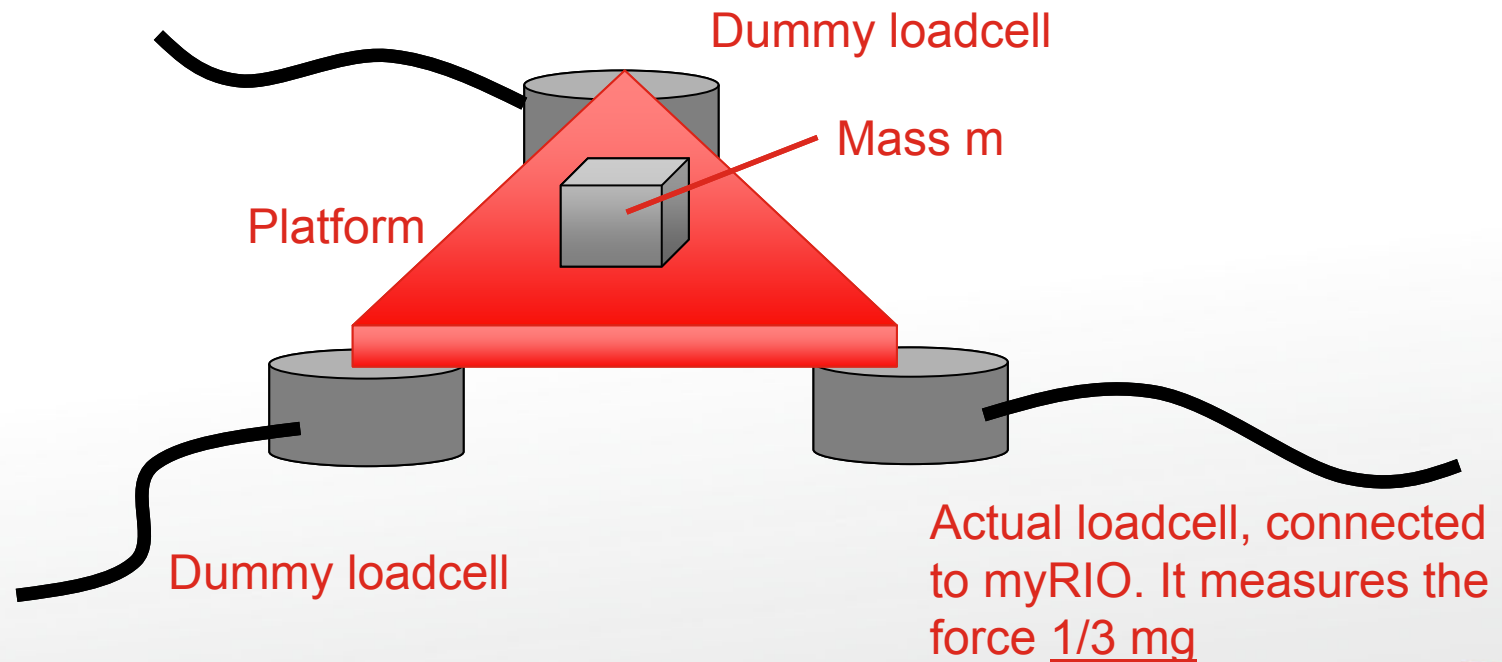 Dummy loadcell
Mass m
Platform
Dummy loadcell
Actual loadcell, connected
to myRIO. It measures the
force 1/3 mg